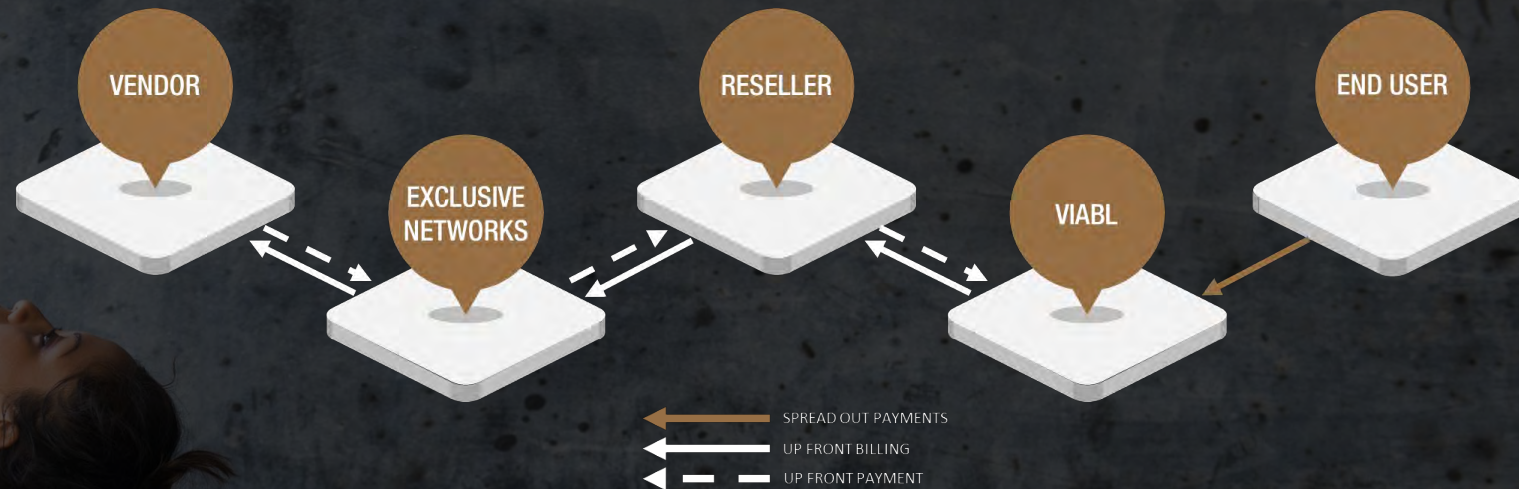 VENDOR
EXCLUSIVE
NETWORKS
RESELLER
VIABL
END USER
SPREAD OUT PAYMENTS
UP FRONT BILLING
UP FRONT PAYMENT